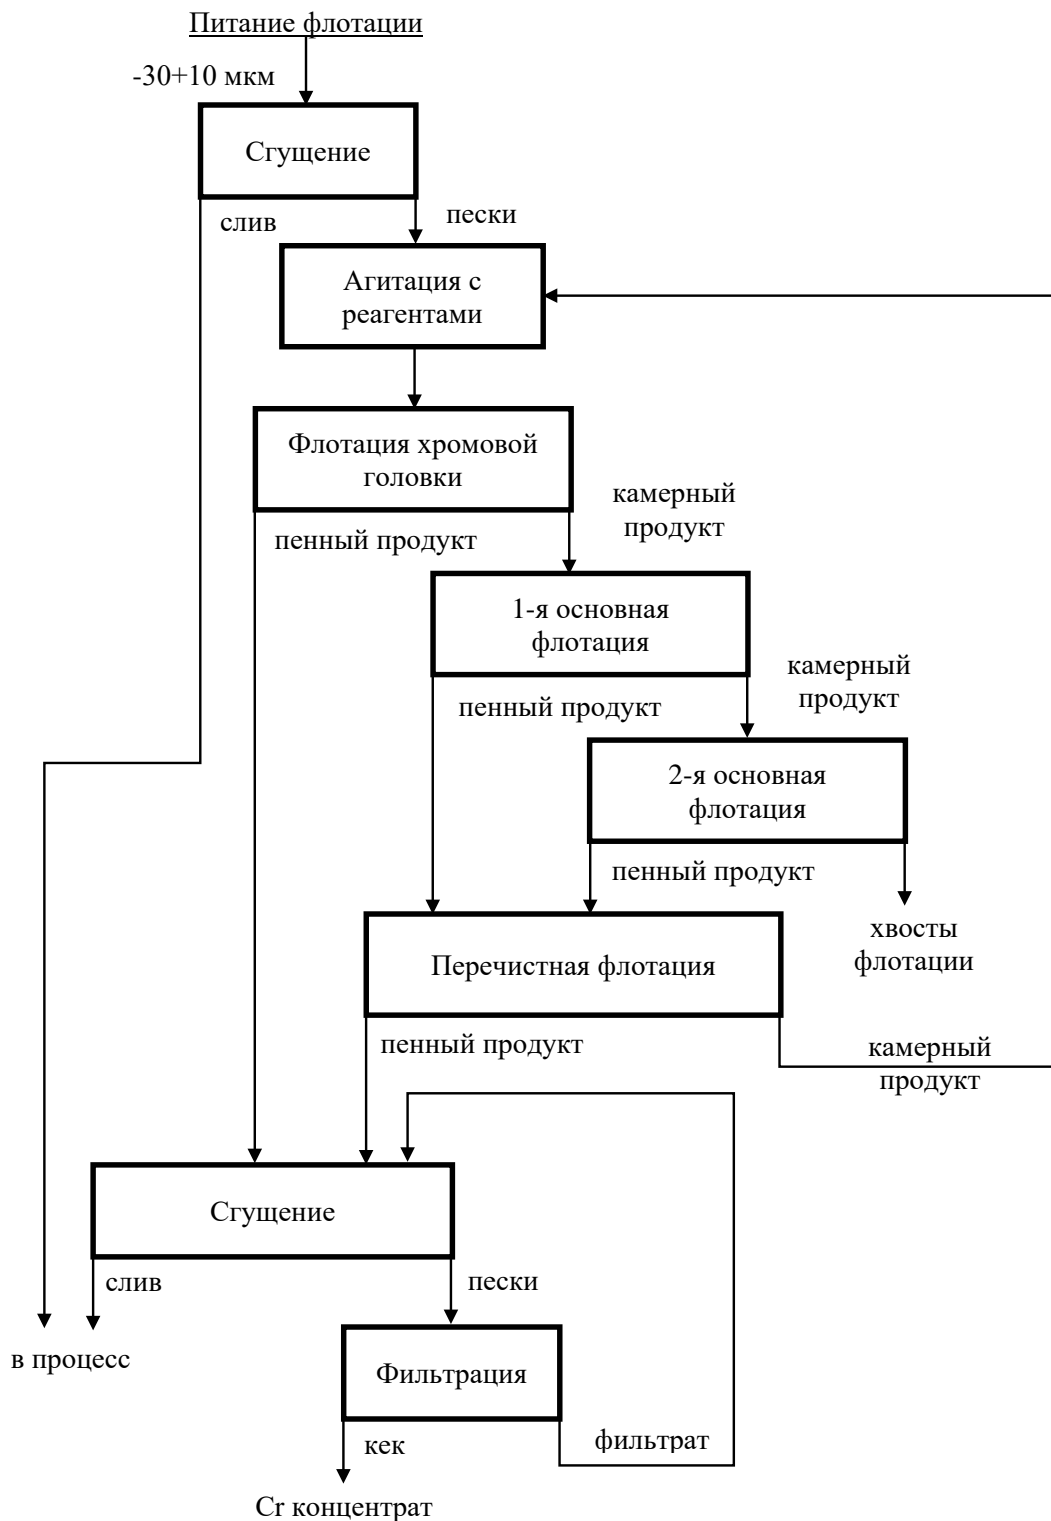 Питание флотации
-30+10 мкм
Сгущение
слив
пески
Агитация с
реагентами
Флотация хромовой
головки
камерный
продукт
пенный продукт
1-я основная
флотация
камерный
продукт
пенный продукт
2-я основная
флотация
пенный продукт
хвосты
флотации
Перечистная флотация
пенный продукт
камерный
продукт
Сгущение
слив
пески
в процесс
Фильтрация
кек
фильтрат
Cr концентрат